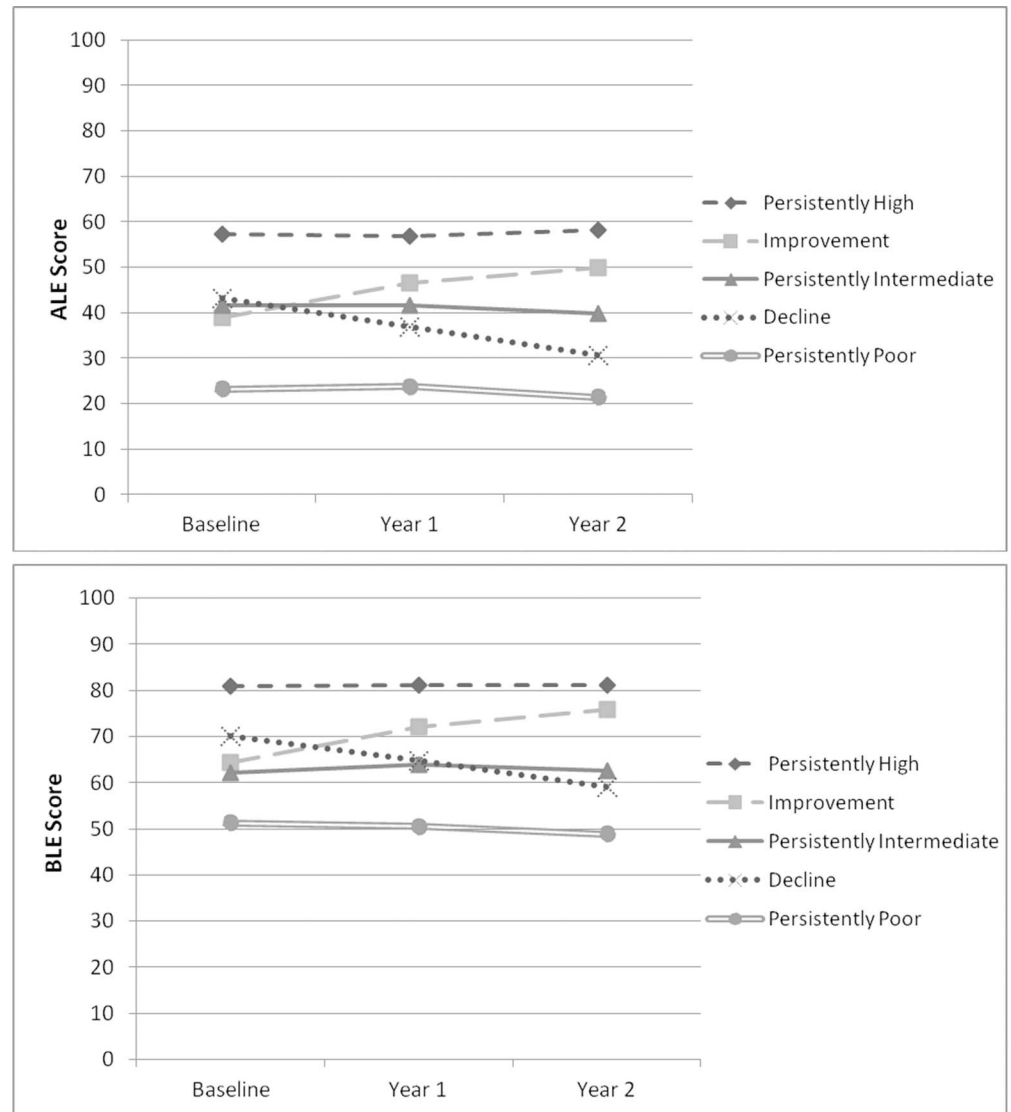 100
90
80
70
60
50
40
30
20
10
0
ALE Score
Baseline Year 1 Year 2
Persistently High
Improvement
Persistently Intermediate
Decline
Persistently Poor
100
90
80
70
60
50
40
30
20
10
0
BLE Score
Baseline Year 1 Year 2
Persistently High
Improvement
Persistently Intermediate
Decline
Persistently Poor